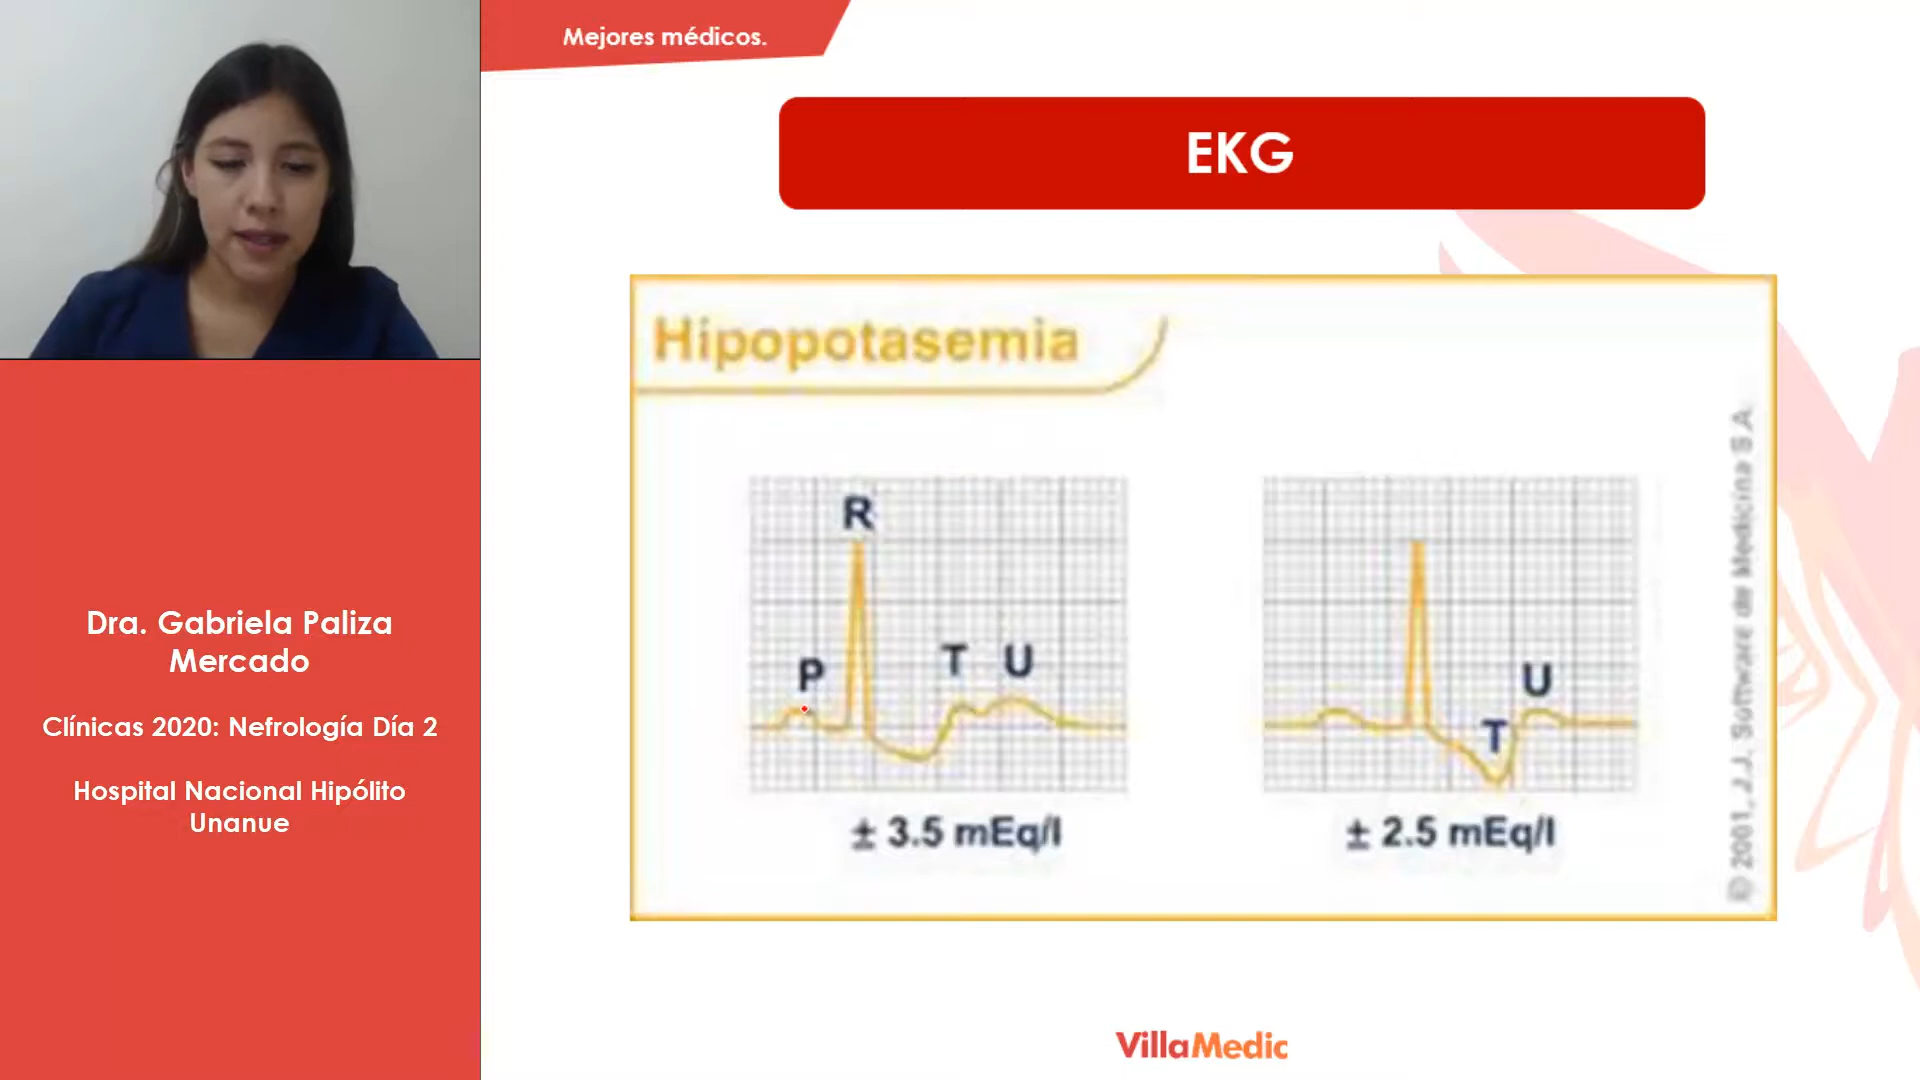 Mejores médicos.
EKG
Hipopotasemia
R
P
T U
± 3.5 mEq/l
U
T
± 2.5 mEq/l
© 2001, J.J. Software de Medicina S.A.
Dra. Gabriela Paliza
Mercado
Clínicas 2020: Nefrología Día 2
Hospital Nacional Hipólito
Unanue
VillaMedic